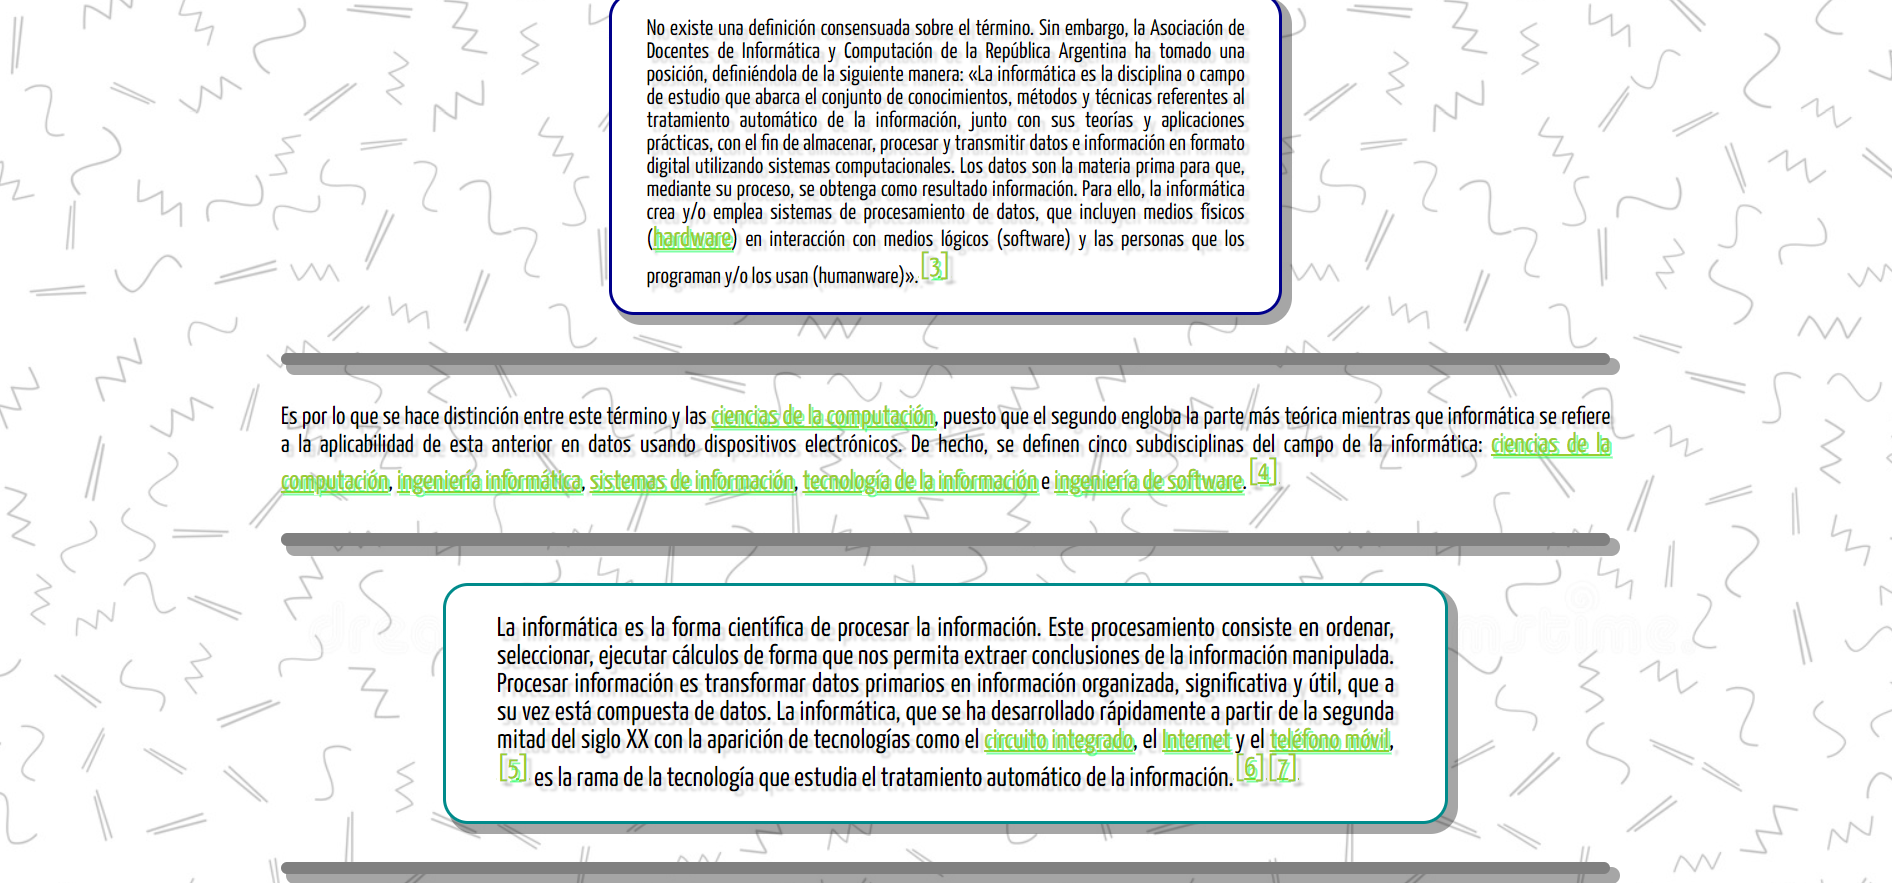 No existe una definición consensuada sobre el término. Sin embargo, la Asociación de
Docentes de Informática y Computación de la República Argentina ha tomado una
posición, definiéndola de la siguiente manera: «La informática es la disciplina o campo
de estudio que abarca el conjunto de conocimientos, métodos y técnicas referentes al
tratamiento automático de la información, junto con sus teorías y aplicaciones
prácticas, con el fin de almacenar, procesar y transmitir datos e información en formato
digital utilizando sistemas computacionales. Los datos son la materia prima para que,
mediante su proceso, se obtenga como resultado información. Para ello, la informática
crea y/o emplea sistemas de procesamiento de datos, que incluyen medios físicos
(hardware) en interacción con medios lógicos (software) y las personas que los
programan y/o los usan (humanware)».[3]
Es por lo que se hace distinción entre este término y las ciencias de la computación, puesto que el segundo engloba la parte más teórica mientras que informática se refiere
a la aplicabilidad de esta anterior en datos usando dispositivos electrónicos. De hecho, se definen cinco subdisciplinas del campo de la informática: ciencias de la
computación, ingeniería informática, sistemas de información, tecnología de la información e ingeniería de software.[4]
La informática es la forma científica de procesar la información. Este procesamiento consiste en ordenar,
seleccionar, ejecutar cálculos de forma que nos permita extraer conclusiones de la información manipulada.
Procesar información es transformar datos primarios en información organizada, significativa y útil, que a
su vez está compuesta de datos. La informática, que se ha desarrollado rápidamente a partir de la segunda
mitad del siglo XX con la aparición de tecnologías como el circuito integrado, el Internet y el teléfono móvil,
[5] es la rama de la tecnología que estudia el tratamiento automático de la información.[6][7]